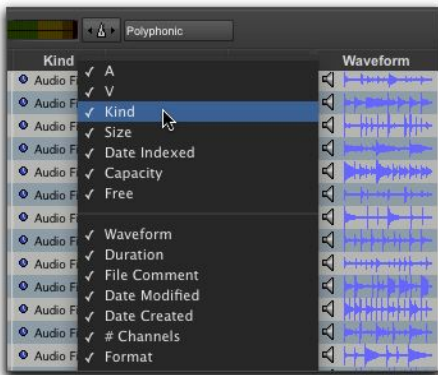 Polyphonic
Kind
Waveform
✓ A
✓ V
✓ Kind
✓ Size
✓ Date Indexed
✓ Capacity
✓ Free
✓ Waveform
✓ Duration
✓ File Comment
✓ Date Modified
✓ Date Created
✓ # Channels
✓ Format
Audio Fi
Audio Fi
Audio Fi
Audio Fi
Audio Fi
Audio Fi
Audio Fi
Audio Fi
Audio Fi
Audio Fi
Audio Fi
Audio Fi
Audio Fi